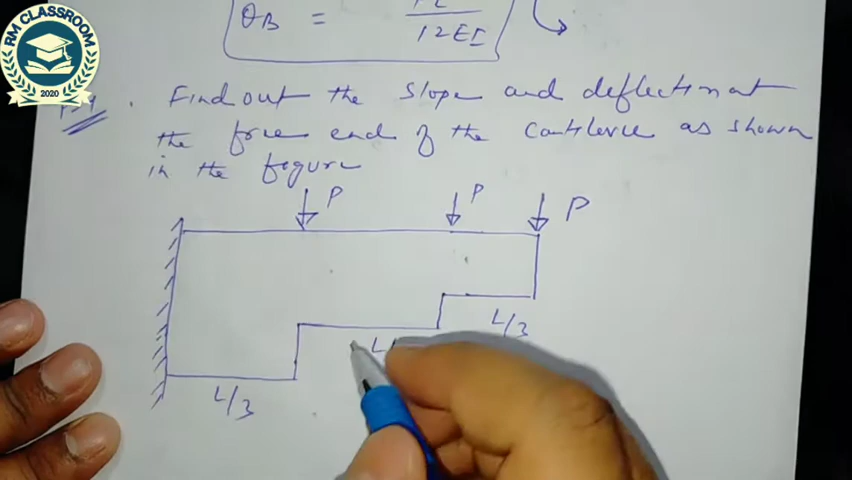 RM CLASSROOM
2020
θB = 12EI
Find out the slope and deflection at
the free end of the cantilever as shown
in the fogure
P P P
L/3
L
L/3